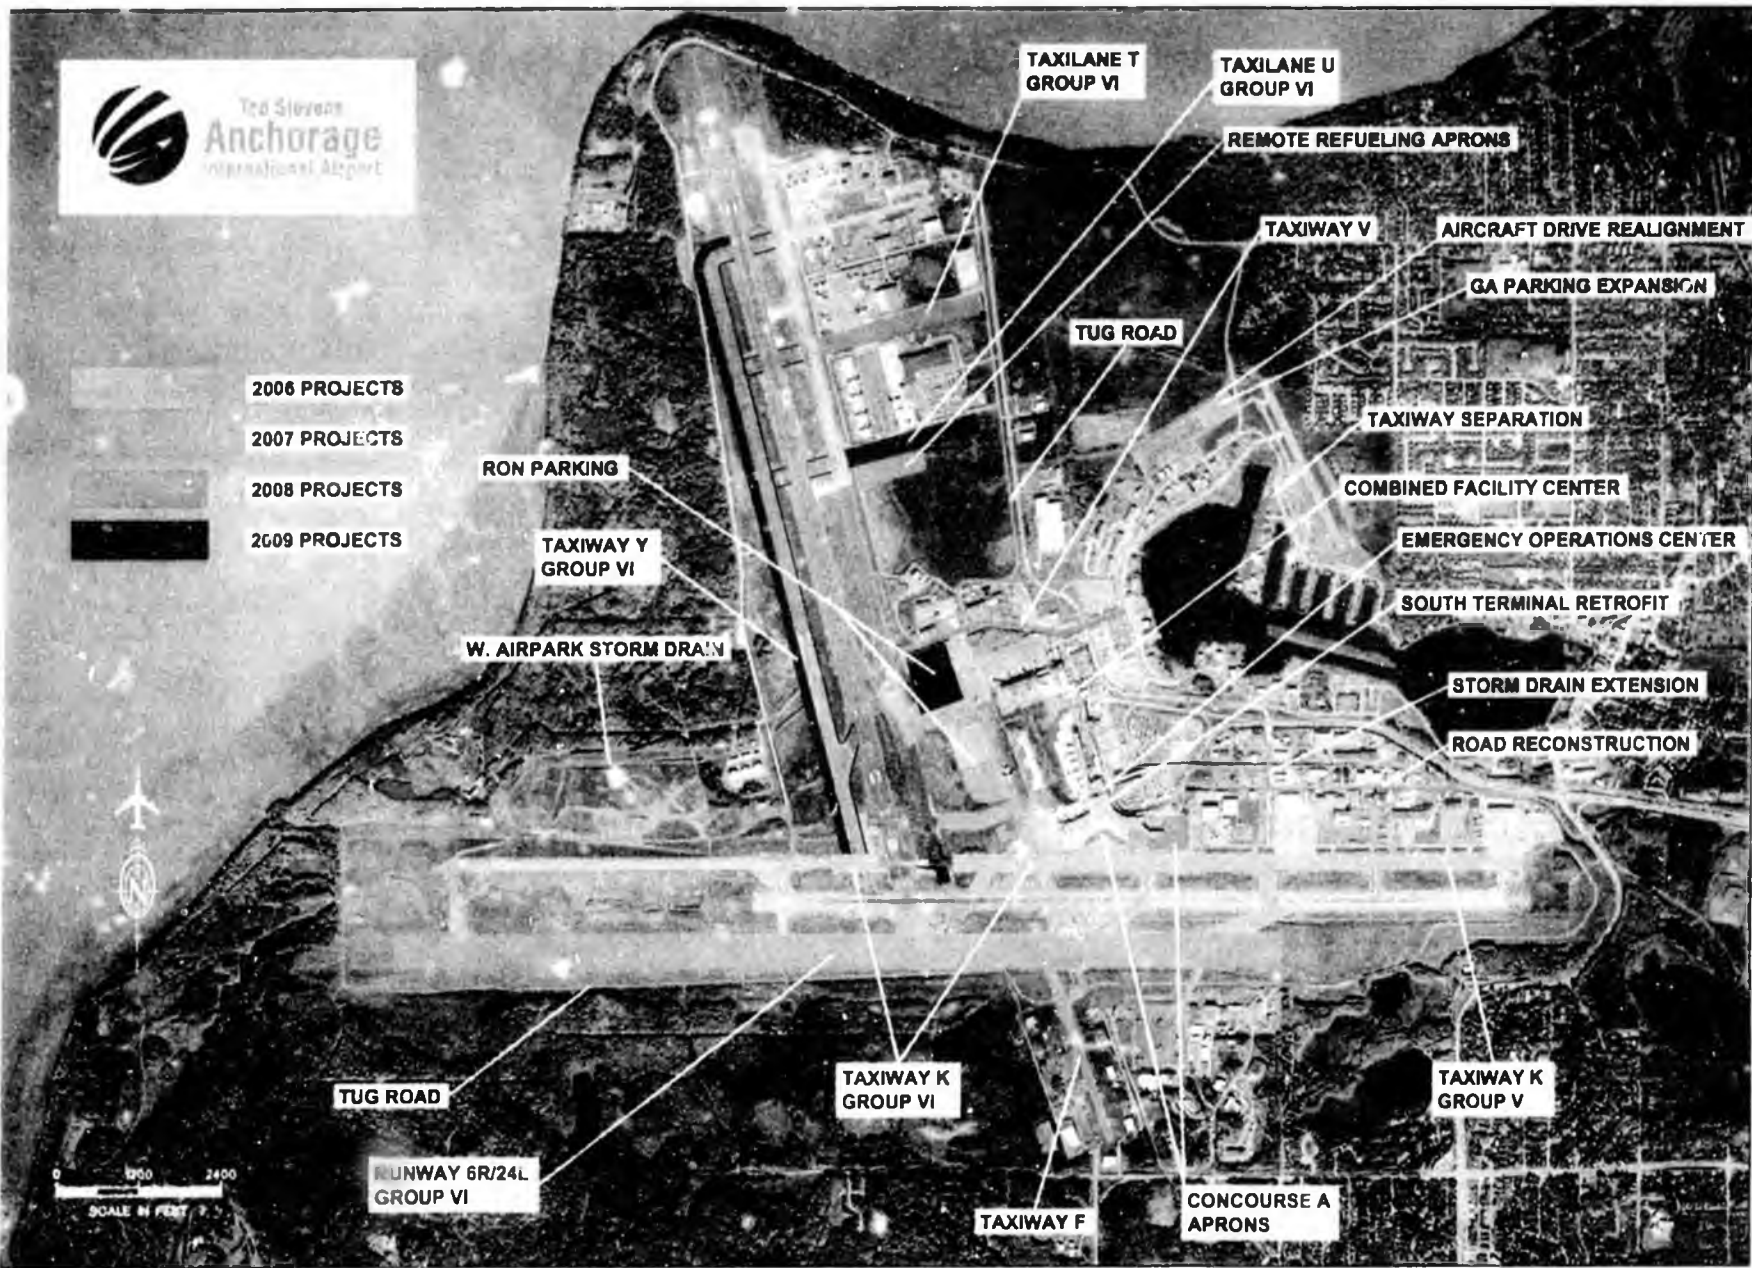 Ted Stevens
Anchorage
International Airport
TAXILANE T
GROUP VI
TAXILANE U
GROUP VI
REMOTE REFUELING APRONS
TAXIWAY V
AIRCRAFT DRIVE REALIGNMENT
GA PARKING EXPANSION
TUG ROAD
2006 PROJECTS
2007 PROJECTS
2008 PROJECTS
2009 PROJECTS
TAXIWAY SEPARATION
RON PARKING
COMBINED FACILITY CENTER
TAXIWAY Y
GROUP VI
EMERGENCY OPERATIONS CENTER
SOUTH TERMINAL RETROFIT
W. AIRPARK STORM DRAIN
STORM DRAIN EXTENSION
ROAD RECONSTRUCTION
N
TUG ROAD
TAXIWAY K
GROUP VI
TAXIWAY K
GROUP V
RUNWAY 6R/24L
GROUP VI
0 1200 2400
SCALE IN FEET
TAXIWAY F
CONCOURSE A
APRONS